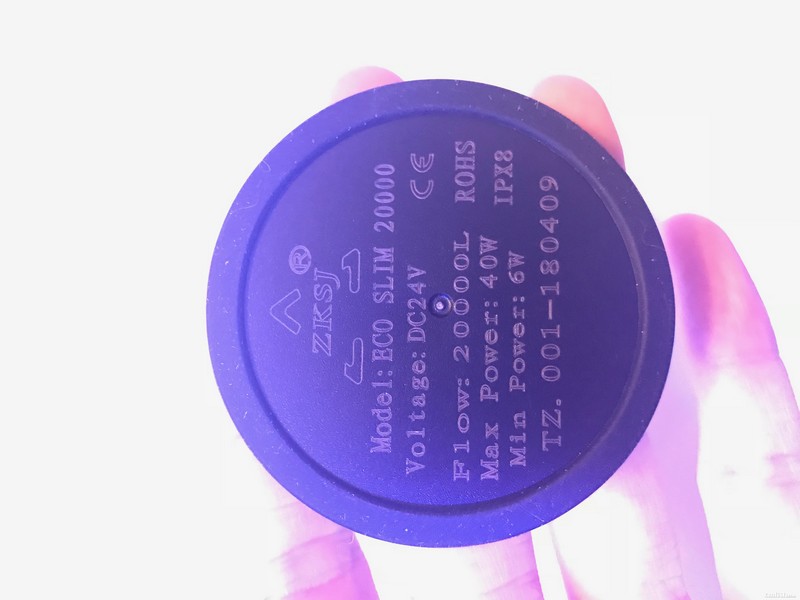 ZKSJ®
Model:ECO SLIM 20000
Voltage:DC24V CE
Flow: 20000L ROHS
Max Power: 40W IPX8
Min Power: 6W
TZ. 001-180409